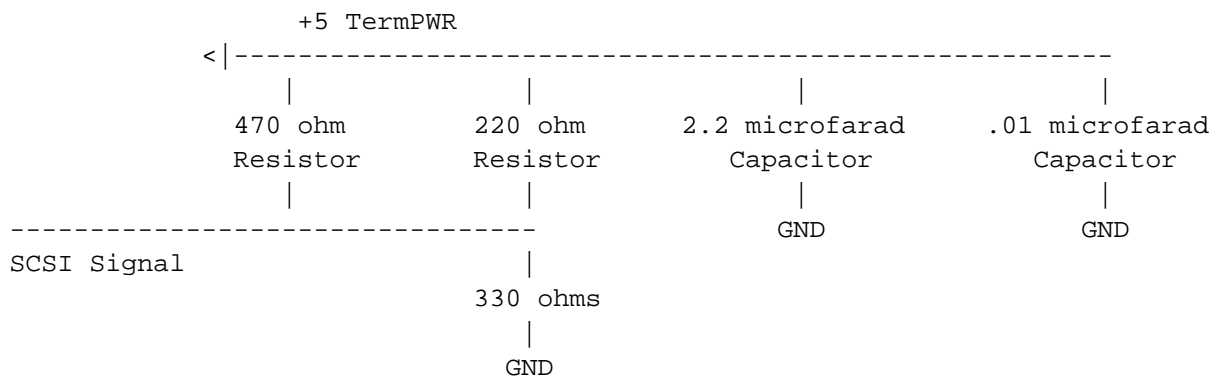 +5 TermPWR
<|-------------------------------------------------------
| | | |
470 ohm 220 ohm 2.2 microfarad .01 microfarad
Resistor Resistor Capacitor Capacitor
| | | |
--------------------------------- GND GND
SCSI Signal |
330 ohms
|
GND